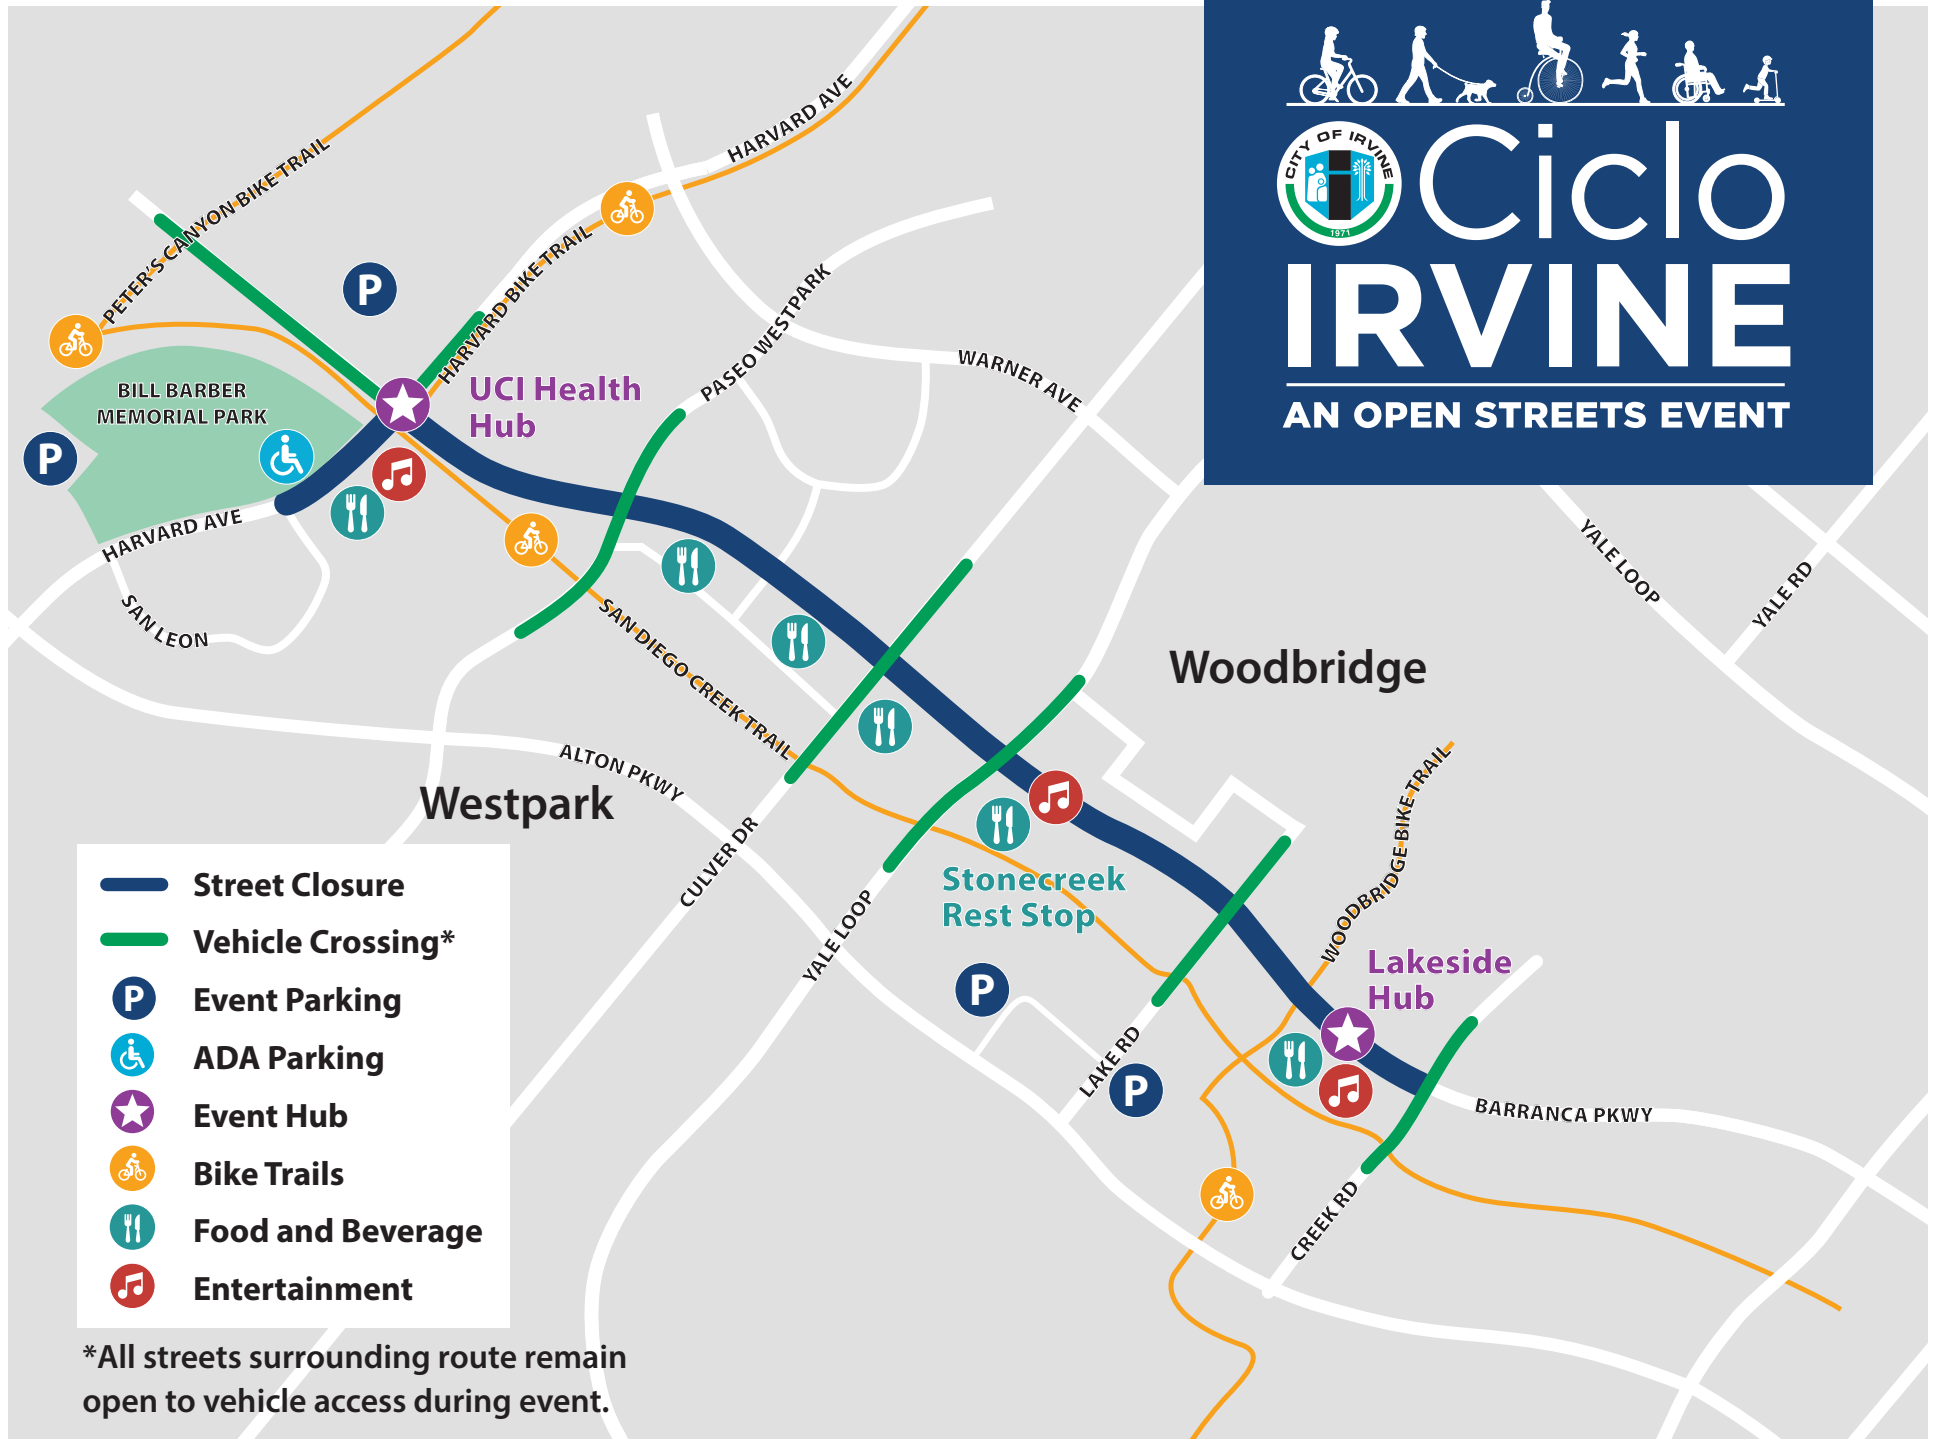 CITY OF IRVINE
1971
Ciclo
IRVINE
AN OPEN STREETS EVENT
HARVARD AVE
PETER'S CANYON BIKE TRAIL
HARVARD BIKE TRAIL
P
PASEO WESTPARK
WARNER AVE
BILL BARBER
MEMORIAL PARK
UCI Health
Hub
P
HARVARD AVE
SAN LEON
SAN DIEGO CREEK TRAIL
YALE LOOP
YALE RD
Woodbridge
ALTON PKWY
Westpark
CULVER DR
YALE LOOP
Stonecreek
Rest Stop
WOODBRIDGE BIKE TRAIL
Lakeside
Hub
P
LAKE RD
P
BARRANCA PKWY
CREEK RD
Street Closure
Vehicle Crossing*
P
Event Parking
ADA Parking
Event Hub
Bike Trails
Food and Beverage
Entertainment
*All streets surrounding route remain
open to vehicle access during event.